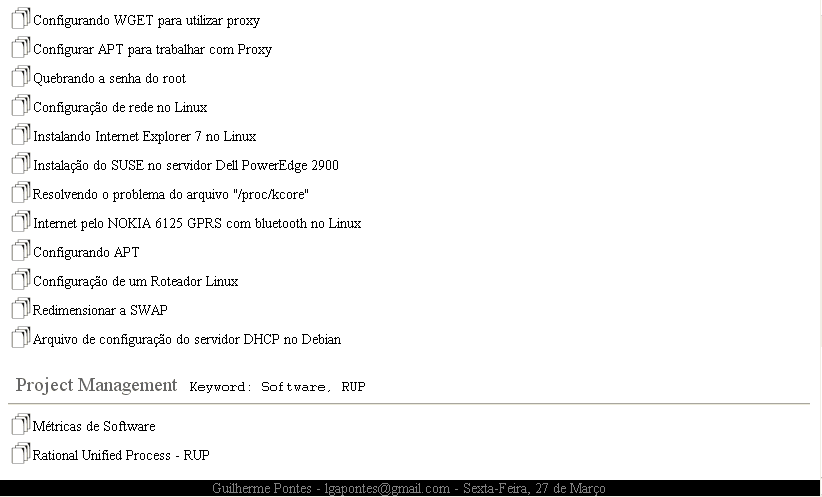 Configurando WGET para utilizar proxy
Configurar APT para trabalhar com Proxy
Quebrando a senha do root
Configuração de rede no Linux
Instalando Internet Explorer 7 no Linux
Instalação do SUSE no servidor Dell PowerEdge 2900
Resolvendo o problema do arquivo "/proc/kcore"
Internet pelo NOKIA 6125 GPRS com bluetooth no Linux
Configurando APT
Configuração de um Roteador Linux
Redimensionar a SWAP
Arquivo de configuração do servidor DHCP no Debian
Project Management Keyword: Software, RUP
Métricas de Software
Rational Unified Process - RUP
Guilherme Pontes - lgapontes@gmail.com - Sexta-Feira, 27 de Março